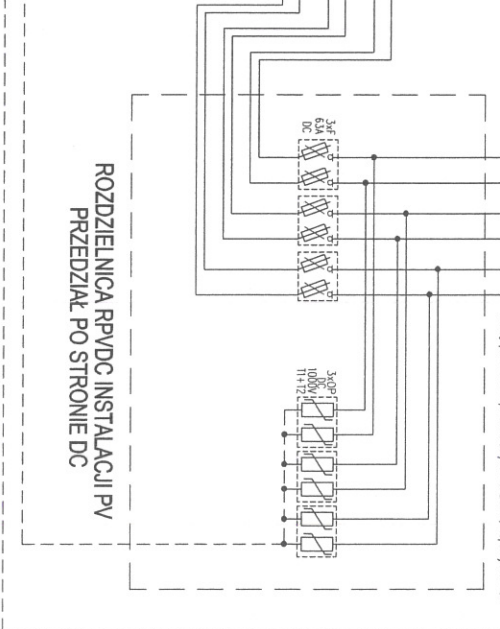 3xF
6,3A
DC
ROZDZIELNICA RPVDC INSTALACJI PV
PRZEDZIAŁ PO STRONIE DC
3xOP
DC
1000V
T1+T2